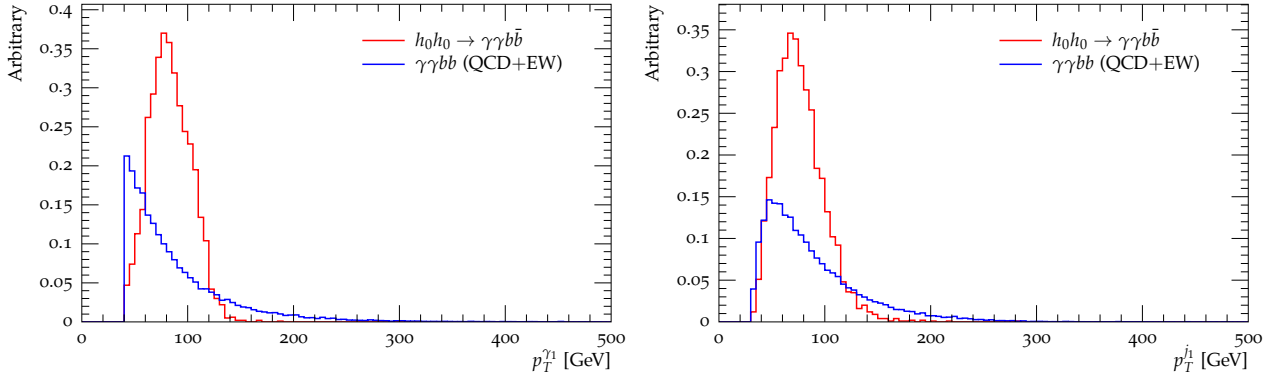 Arbitrary
0.4
0.35
0.3
0.25
0.2
0.15
0.1
0.05
0
h₀h₀ → γγbb̄
γγbb (QCD+EW)
0 100 200 300 400 500
p_T^{γ₁} [GeV]
Arbitrary
0.35
0.3
0.25
0.2
0.15
0.1
0.05
0
h₀h₀ → γγbb̄
γγbb (QCD+EW)
0 100 200 300 400 500
p_T^{j₁} [GeV]